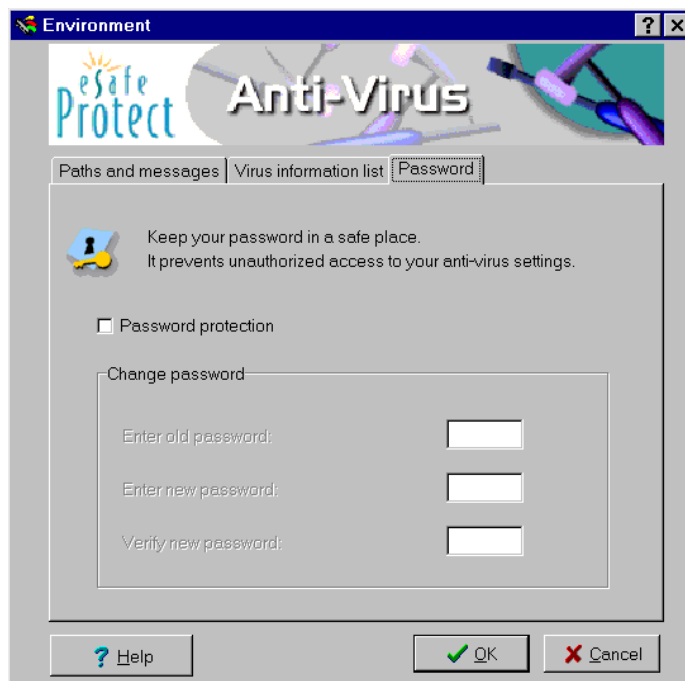 Environment
eSafe
Protect
Anti-Virus
Paths and messages
Virus information list
Password
Keep your password in a safe place.
It prevents unauthorized access to your anti-virus settings.
Password protection
Change password
Enter old password:
Enter new password:
Verify new password:
Help
OK
Cancel